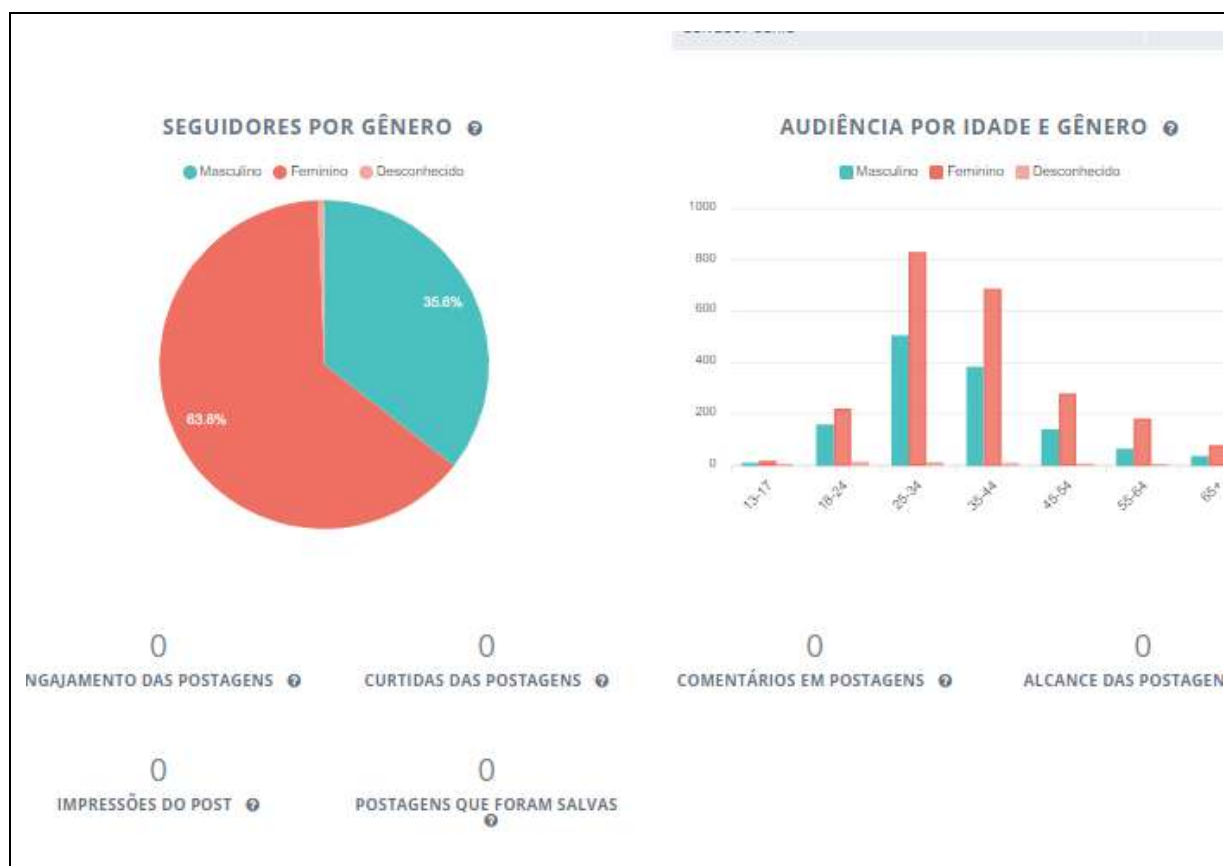 SEGUIDORES POR GÊNERO
Masculino Feminino Desconhecido
35.6%
63.8%
AUDIÊNCIA POR IDADE E GÊNERO
Masculino Feminino Desconhecido
1000
800
600
400
200
0
13-17 18-24 25-34 35-44 45-54 55-64 65+
0
NGAJAMENTO DAS POSTAGENS
0
CURTIDAS DAS POSTAGENS
0
COMENTÁRIOS EM POSTAGENS
0
ALCANCE DAS POSTAGEN
0
IMPRESSÕES DO POST
0
POSTAGENS QUE FORAM SALVAS